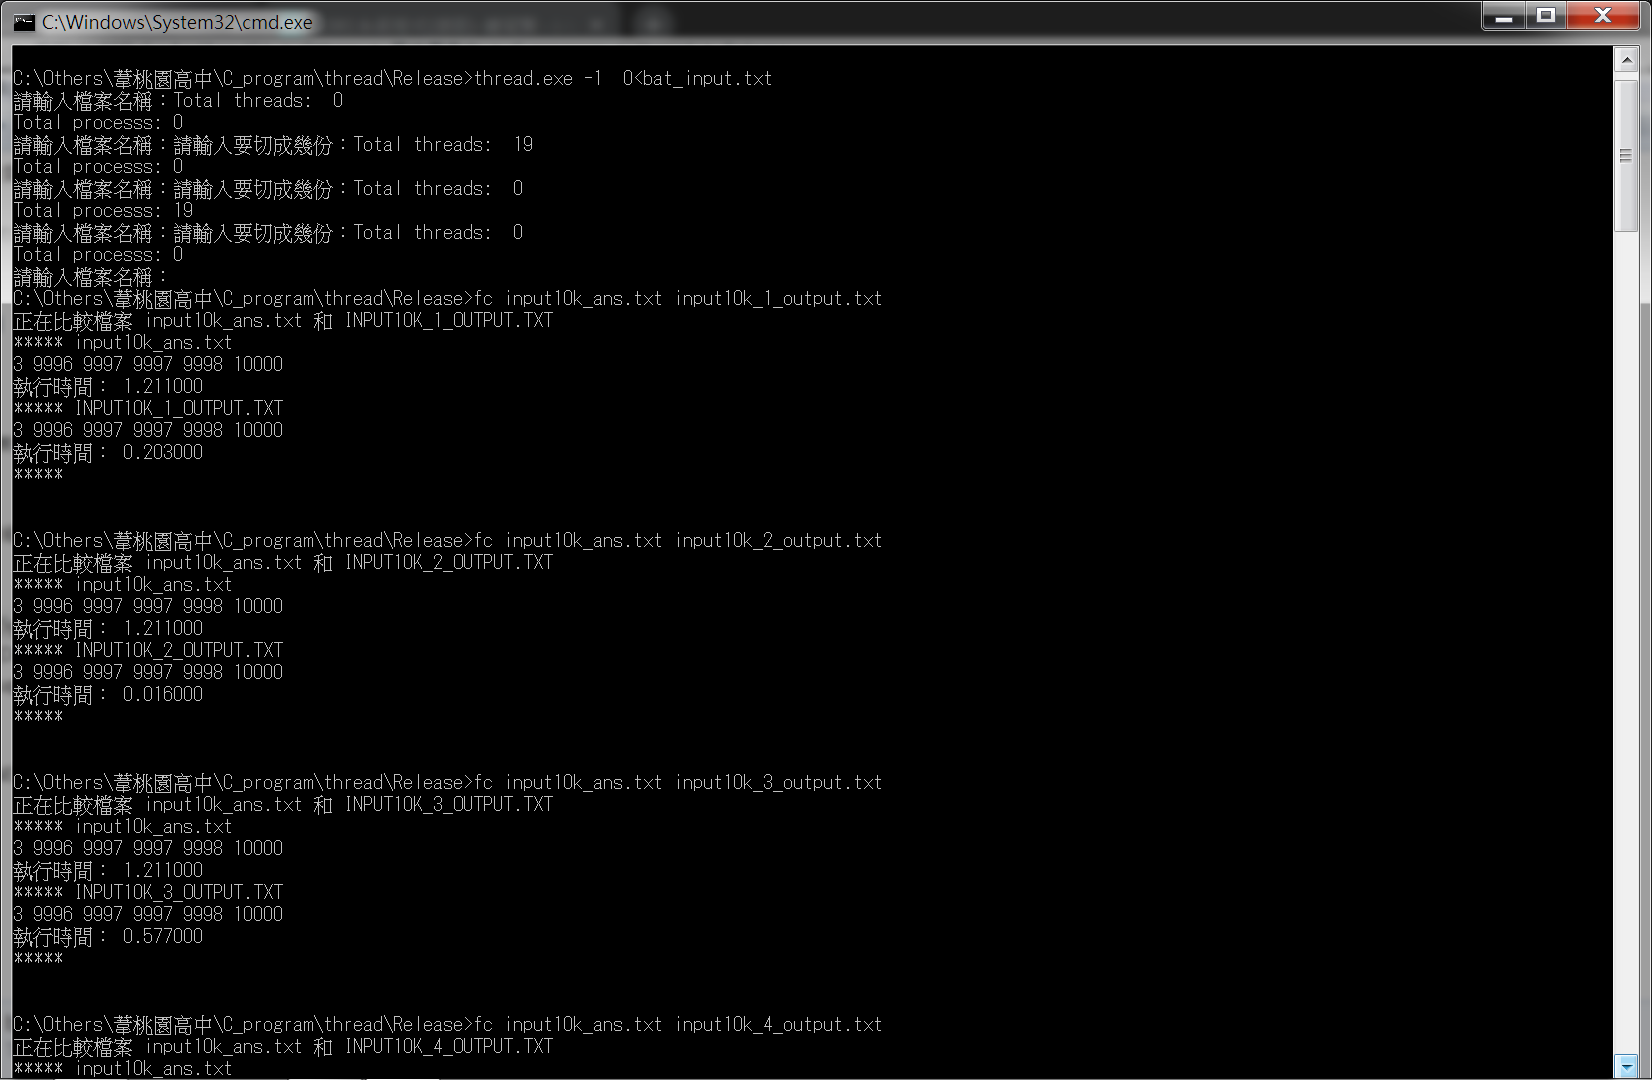 C:\Windows\System32\cmd.exe
C:\Others\葦桃園高中\C_program\thread\Release>thread.exe -1  0<bat_input.txt
請輸入檔案名稱：Total threads:  0
Total processs: 0
請輸入檔案名稱：請輸入要切成幾份：Total threads:  19
Total processs: 0
請輸入檔案名稱：請輸入要切成幾份：Total threads:  0
Total processs: 19
請輸入檔案名稱：請輸入要切成幾份：Total threads:  0
Total processs: 0
請輸入檔案名稱：
C:\Others\葦桃園高中\C_program\thread\Release>fc input10k_ans.txt input10k_1_output.txt
正在比較檔案 input10k_ans.txt 和 INPUT10K_1_OUTPUT.TXT
***** input10k_ans.txt
3 9996 9997 9997 9998 10000
執行時間： 1.211000
***** INPUT10K_1_OUTPUT.TXT
3 9996 9997 9997 9998 10000
執行時間： 0.203000
*****
C:\Others\葦桃園高中\C_program\thread\Release>fc input10k_ans.txt input10k_2_output.txt
正在比較檔案 input10k_ans.txt 和 INPUT10K_2_OUTPUT.TXT
***** input10k_ans.txt
3 9996 9997 9997 9998 10000
執行時間： 1.211000
***** INPUT10K_2_OUTPUT.TXT
3 9996 9997 9997 9998 10000
執行時間： 0.016000
*****
C:\Others\葦桃園高中\C_program\thread\Release>fc input10k_ans.txt input10k_3_output.txt
正在比較檔案 input10k_ans.txt 和 INPUT10K_3_OUTPUT.TXT
***** input10k_ans.txt
3 9996 9997 9997 9998 10000
執行時間： 1.211000
***** INPUT10K_3_OUTPUT.TXT
3 9996 9997 9997 9998 10000
執行時間： 0.577000
*****
C:\Others\葦桃園高中\C_program\thread\Release>fc input10k_ans.txt input10k_4_output.txt
正在比較檔案 input10k_ans.txt 和 INPUT10K_4_OUTPUT.TXT
***** input10k_ans.txt